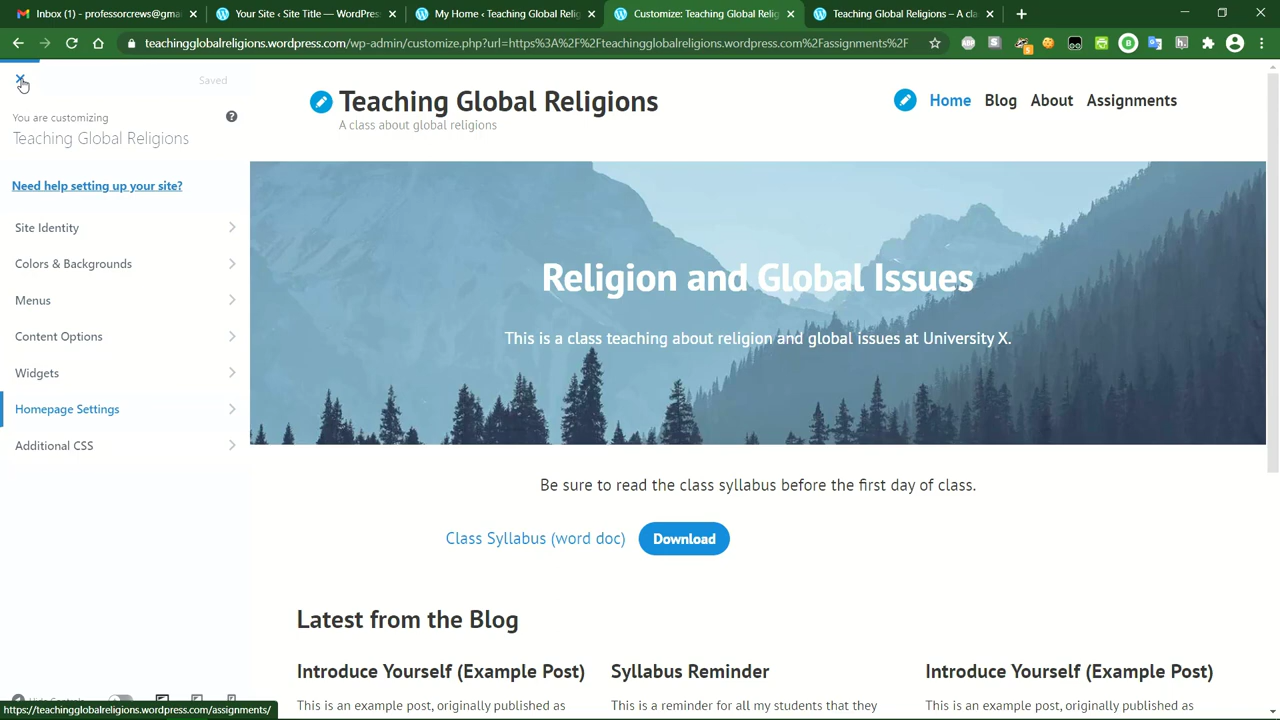 Inbox (1) - professorcrews@gma
Your Site ‹ Site Title — WordPres
My Home ‹ Teaching Global Relig
Customize: Teaching Global Relig
Teaching Global Religions – A cla
teachingglobalreligions.wordpress.com/wp-admin/customize.php?url=https%3A%2F%2Fteachingglobalreligions.wordpress.com%2Fassignments%2F
Saved
You are customizing
Teaching Global Religions
Need help setting up your site?
Site Identity
Colors & Backgrounds
Menus
Content Options
Widgets
Homepage Settings
Additional CSS
Hide Controls
https://teachingglobalreligions.wordpress.com/assignments/
Teaching Global Religions
A class about global religions
Home Blog About Assignments
Religion and Global Issues
This is a class teaching about religion and global issues at University X.
Be sure to read the class syllabus before the first day of class.
Class Syllabus (word doc) Download
Latest from the Blog
Introduce Yourself (Example Post)
This is an example post, originally published as
Syllabus Reminder
This is a reminder for all my students that they
Introduce Yourself (Example Post)
This is an example post, originally published as